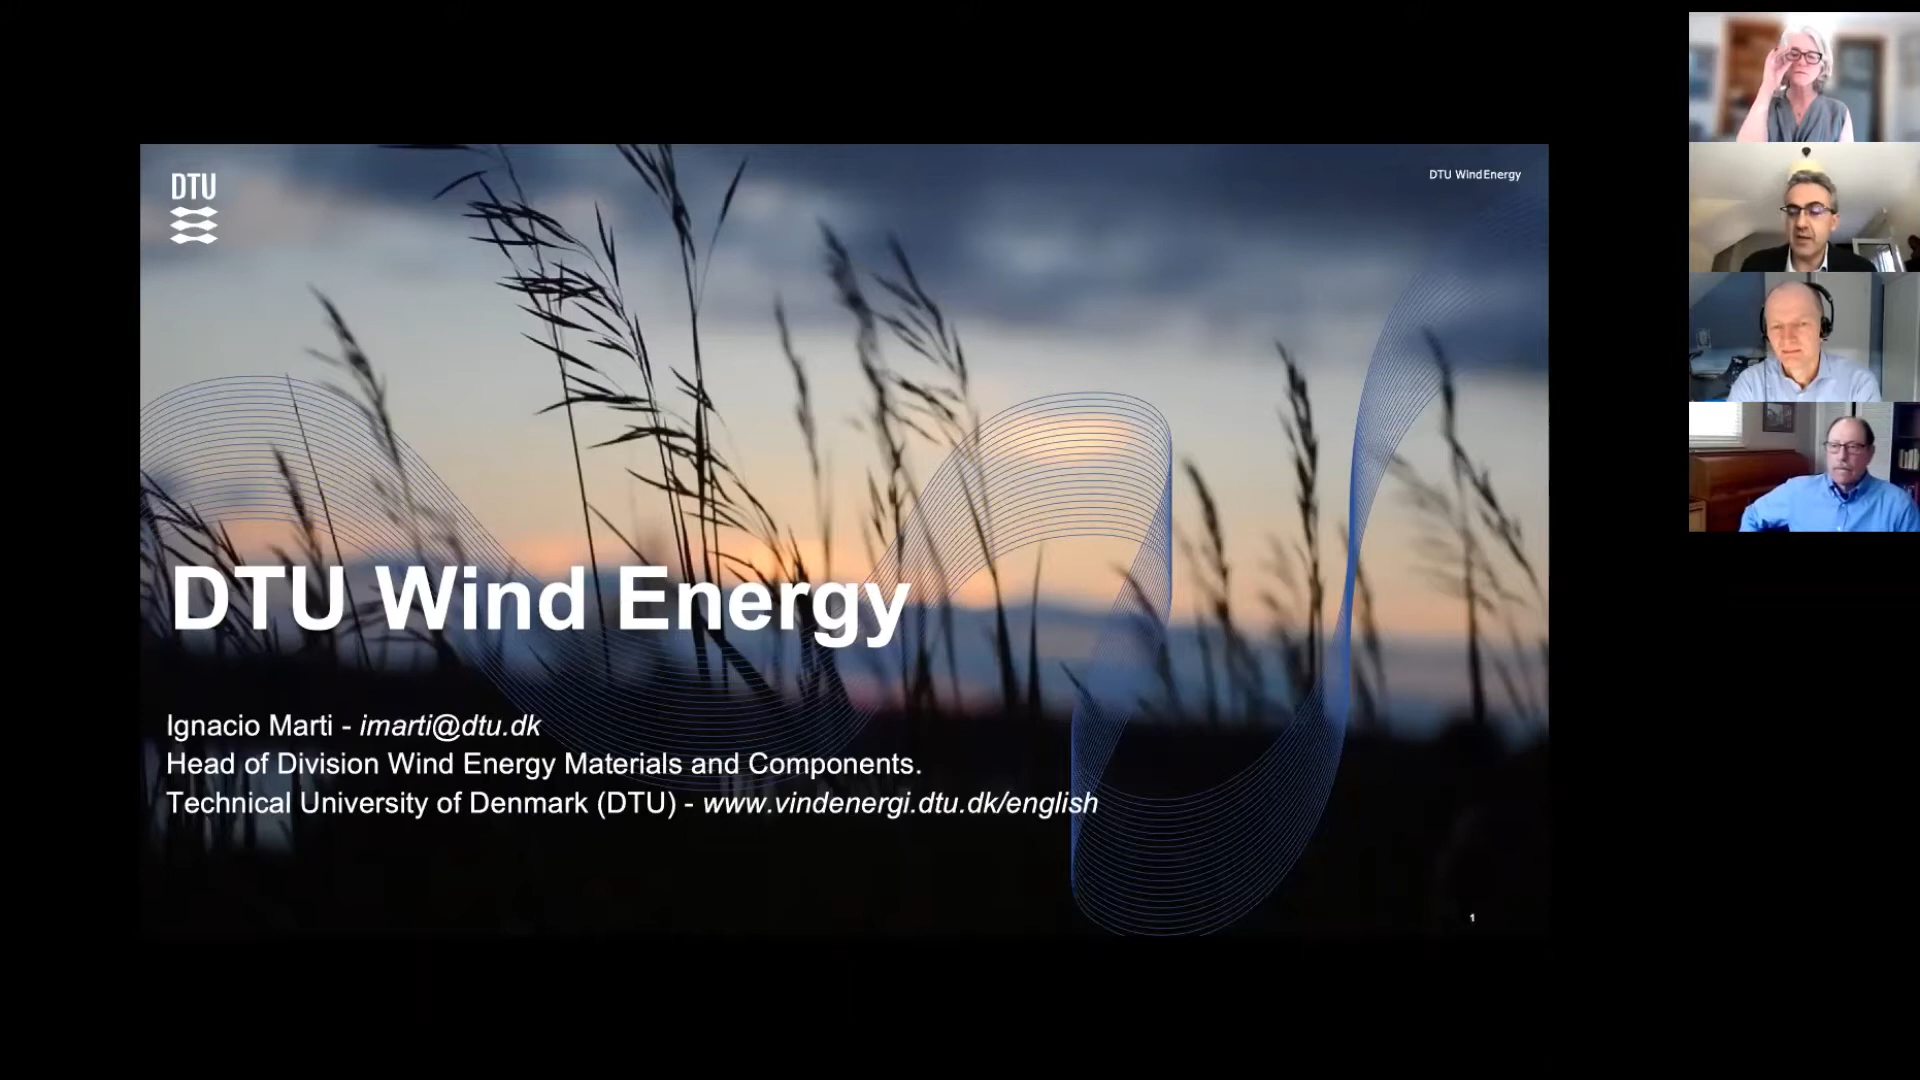 DTU
DTU Wind Energy
DTU Wind Energy
Ignacio Marti - imarti@dtu.dk
Head of Division Wind Energy Materials and Components.
Technical University of Denmark (DTU) - www.vindenergi.dtu.dk/english
1